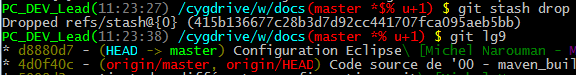 PC_DEV_Lead(11:23:27) /cygdrive/w/docs(master *$% u+1) $ git stash drop
Dropped refs/stash@{0} (415b136677c28b3d7d92cc441707fca095aeb5bb)
PC_DEV_Lead(11:23:38) /cygdrive/w/docs(master *% u+1) $ git lg9
* d8880d7 - (HEAD -> master) Configuration Eclipse\ [Michel Narouman - M
* 4d0f40c - (origin/master, origin/HEAD) Code source de '00 - maven_buil